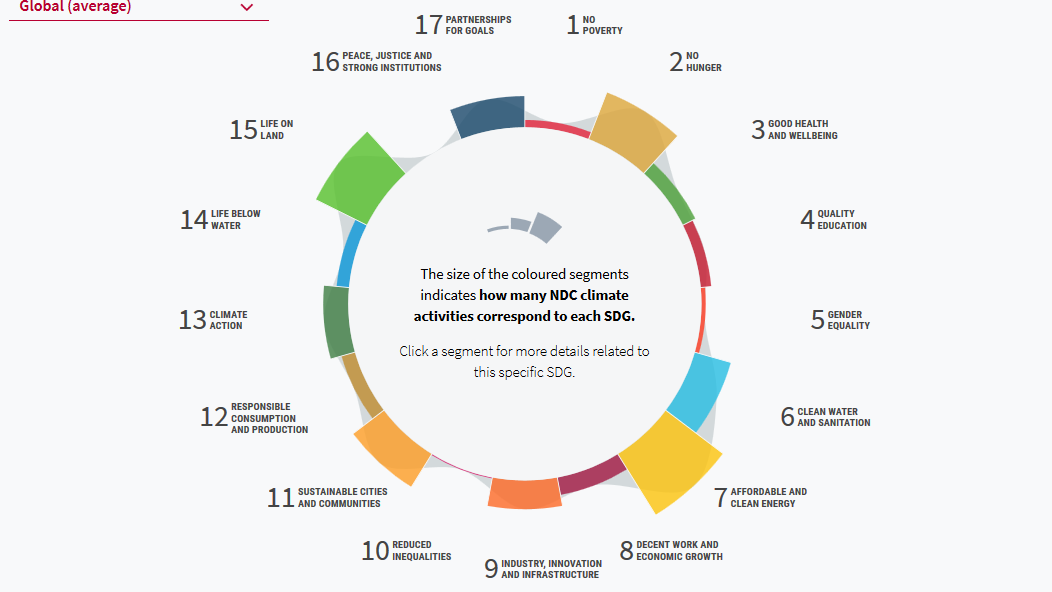 Global (average)
17 PARTNERSHIPS
FOR GOALS
1 NO
POVERTY
16 PEACE, JUSTICE AND
STRONG INSTITUTIONS
2 NO
HUNGER
15 LIFE ON
LAND
3 GOOD HEALTH
AND WELLBEING
14 LIFE BELOW
WATER
4 QUALITY
EDUCATION
The size of the coloured segments
indicates how many NDC climate
activities correspond to each SDG.
Click a segment for more details related to
this specific SDG.
13 CLIMATE
ACTION
5 GENDER
EQUALITY
12 RESPONSIBLE
CONSUMPTION
AND PRODUCTION
6 CLEAN WATER
AND SANITATION
11 SUSTAINABLE CITIES
AND COMMUNITIES
7 AFFORDABLE AND
CLEAN ENERGY
10 REDUCED
INEQUALITIES
8 DECENT WORK AND
ECONOMIC GROWTH
9 INDUSTRY, INNOVATION
AND INFRASTRUCTURE